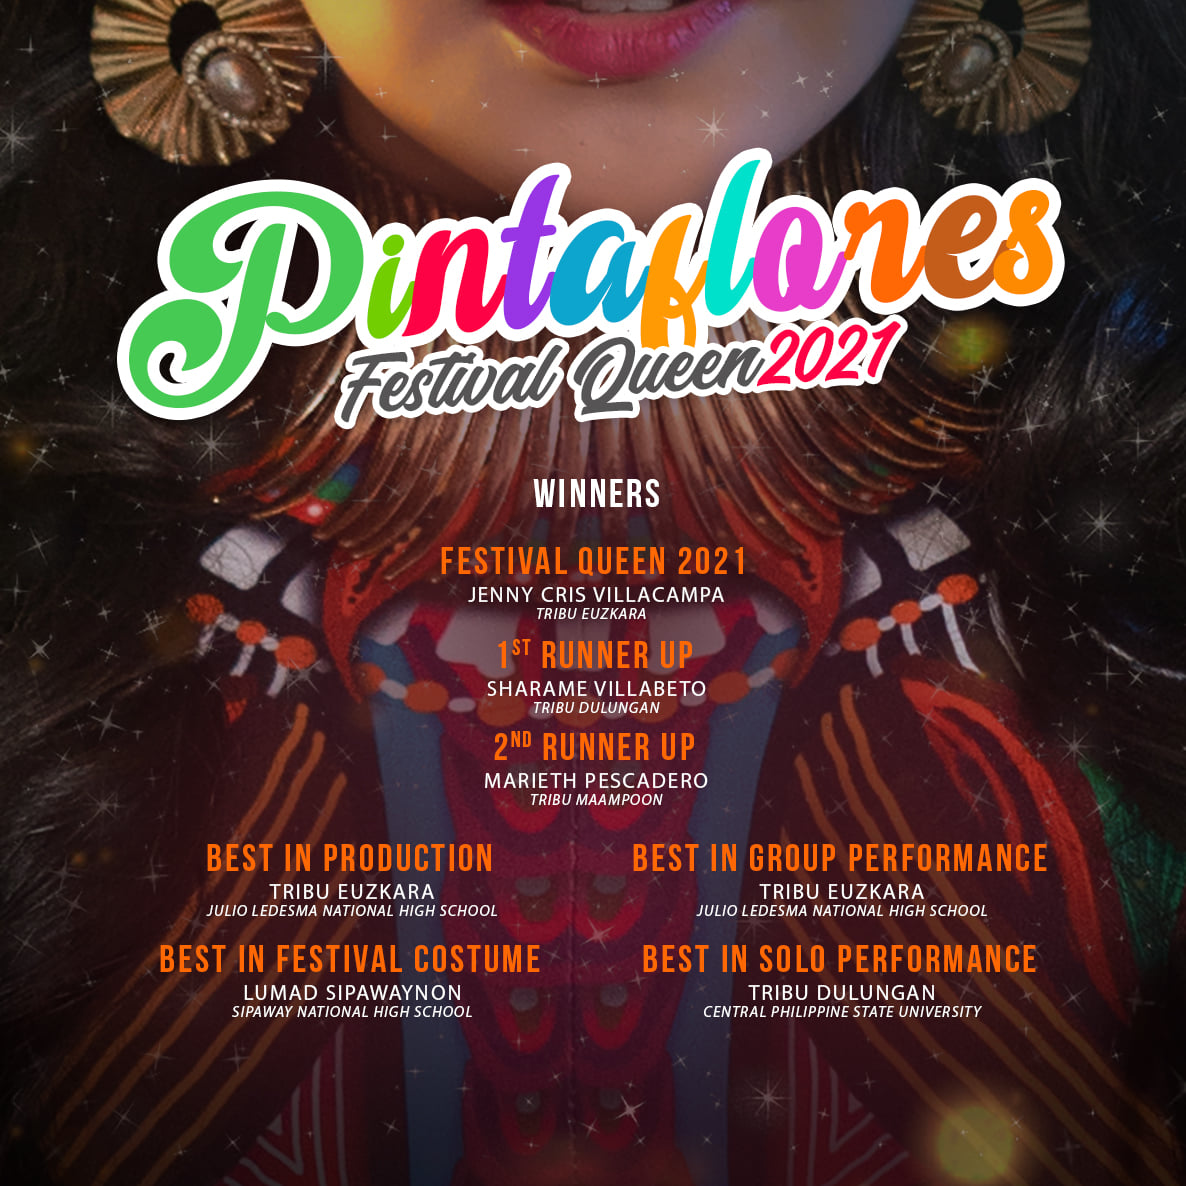 Pintaflores
Festival Queen 2021
WINNERS
FESTIVAL QUEEN 2021
JENNY CRIS VILLACAMPA
TRIBU EUZKARA
1ST RUNNER UP
SHARAME VILLABETO
TRIBU DULUNGAN
2ND RUNNER UP
MARIETH PESCADERO
TRIBU MAAMPOON
BEST IN PRODUCTION
TRIBU EUZKARA
JULIO LEDESMA NATIONAL HIGH SCHOOL
BEST IN GROUP PERFORMANCE
TRIBU EUZKARA
JULIO LEDESMA NATIONAL HIGH SCHOOL
BEST IN FESTIVAL COSTUME
LUMAD SIPAWAYNON
SIPAWAY NATIONAL HIGH SCHOOL
BEST IN SOLO PERFORMANCE
TRIBU DULUNGAN
CENTRAL PHILIPPINE STATE UNIVERSITY